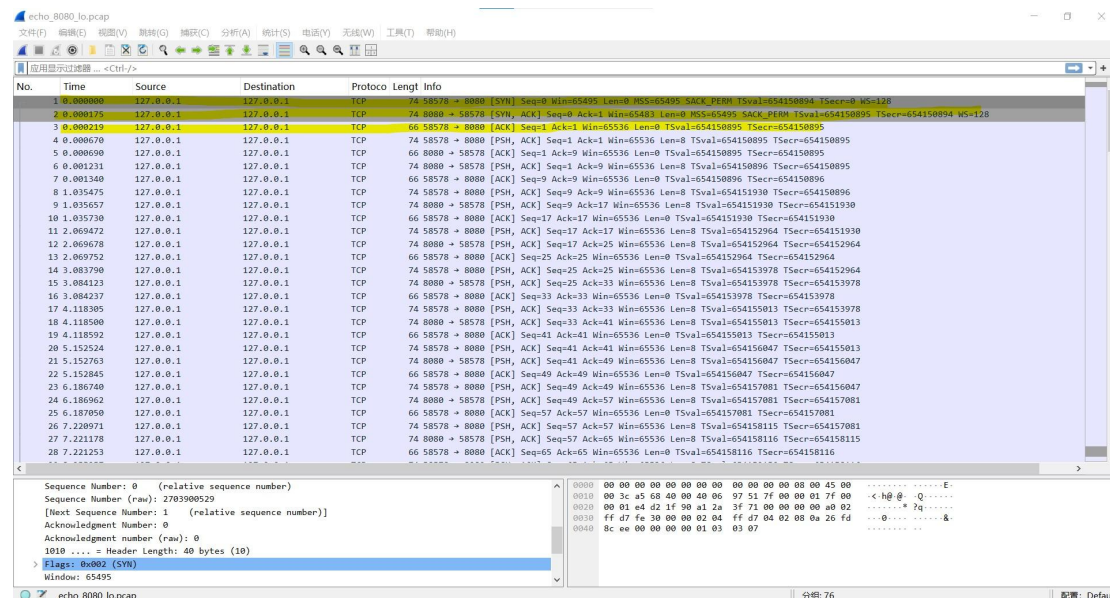 echo_8080_lo.pcap
文件(F) 编辑(E) 视图(V) 跳转(G) 捕获(C) 分析(A) 统计(S) 电话(Y) 无线(W) 工具(T) 帮助(H)
应用显示过滤器 … <Ctrl-/>
No. Time Source Destination Protoco Lengt Info
1 0.000000 127.0.0.1 127.0.0.1 TCP 74 58578 → 8080 [SYN] Seq=0 Win=65495 Len=0 MSS=65495 SACK_PERM TSval=654150894 TSecr=0 WS=128
2 0.000175 127.0.0.1 127.0.0.1 TCP 74 8080 → 58578 [SYN, ACK] Seq=0 Ack=1 Win=65483 Len=0 MSS=65495 SACK_PERM TSval=654150895 TSecr=654150894 WS=128
3 0.000219 127.0.0.1 127.0.0.1 TCP 66 58578 → 8080 [ACK] Seq=1 Ack=1 Win=65536 Len=0 TSval=654150895 TSecr=654150895
4 0.000670 127.0.0.1 127.0.0.1 TCP 74 58578 → 8080 [PSH, ACK] Seq=1 Ack=1 Win=65536 Len=8 TSval=654150895 TSecr=654150895
5 0.000690 127.0.0.1 127.0.0.1 TCP 66 8080 → 58578 [ACK] Seq=1 Ack=9 Win=65536 Len=0 TSval=654150895 TSecr=654150895
6 0.001231 127.0.0.1 127.0.0.1 TCP 74 8080 → 58578 [PSH, ACK] Seq=1 Ack=9 Win=65536 Len=8 TSval=654150896 TSecr=654150895
7 0.001340 127.0.0.1 127.0.0.1 TCP 66 58578 → 8080 [ACK] Seq=9 Ack=9 Win=65536 Len=0 TSval=654150896 TSecr=654150896
8 1.035475 127.0.0.1 127.0.0.1 TCP 74 58578 → 8080 [PSH, ACK] Seq=9 Ack=9 Win=65536 Len=8 TSval=654151930 TSecr=654150896
9 1.035657 127.0.0.1 127.0.0.1 TCP 74 8080 → 58578 [PSH, ACK] Seq=9 Ack=17 Win=65536 Len=8 TSval=654151930 TSecr=654151930
10 1.035730 127.0.0.1 127.0.0.1 TCP 66 58578 → 8080 [ACK] Seq=17 Ack=17 Win=65536 Len=0 TSval=654151930 TSecr=654151930
11 2.069472 127.0.0.1 127.0.0.1 TCP 74 58578 → 8080 [PSH, ACK] Seq=17 Ack=17 Win=65536 Len=8 TSval=654152964 TSecr=654151930
12 2.069678 127.0.0.1 127.0.0.1 TCP 74 8080 → 58578 [PSH, ACK] Seq=17 Ack=25 Win=65536 Len=8 TSval=654152964 TSecr=654152964
13 2.069752 127.0.0.1 127.0.0.1 TCP 66 58578 → 8080 [ACK] Seq=25 Ack=25 Win=65536 Len=0 TSval=654152964 TSecr=654152964
14 3.083790 127.0.0.1 127.0.0.1 TCP 74 58578 → 8080 [PSH, ACK] Seq=25 Ack=25 Win=65536 Len=8 TSval=654153978 TSecr=654152964
15 3.084123 127.0.0.1 127.0.0.1 TCP 74 8080 → 58578 [PSH, ACK] Seq=25 Ack=33 Win=65536 Len=8 TSval=654153978 TSecr=654153978
16 3.084237 127.0.0.1 127.0.0.1 TCP 66 58578 → 8080 [ACK] Seq=33 Ack=33 Win=65536 Len=0 TSval=654153978 TSecr=654153978
17 4.118305 127.0.0.1 127.0.0.1 TCP 74 58578 → 8080 [PSH, ACK] Seq=33 Ack=33 Win=65536 Len=8 TSval=654155013 TSecr=654153978
18 4.118500 127.0.0.1 127.0.0.1 TCP 74 8080 → 58578 [PSH, ACK] Seq=33 Ack=41 Win=65536 Len=8 TSval=654155013 TSecr=654155013
19 4.118592 127.0.0.1 127.0.0.1 TCP 66 58578 → 8080 [ACK] Seq=41 Ack=41 Win=65536 Len=0 TSval=654155013 TSecr=654155013
20 5.152524 127.0.0.1 127.0.0.1 TCP 74 58578 → 8080 [PSH, ACK] Seq=41 Ack=41 Win=65536 Len=8 TSval=654156047 TSecr=654155013
21 5.152763 127.0.0.1 127.0.0.1 TCP 74 8080 → 58578 [PSH, ACK] Seq=41 Ack=49 Win=65536 Len=8 TSval=654156047 TSecr=654156047
22 5.152845 127.0.0.1 127.0.0.1 TCP 66 58578 → 8080 [ACK] Seq=49 Ack=49 Win=65536 Len=0 TSval=654156047 TSecr=654156047
23 6.186740 127.0.0.1 127.0.0.1 TCP 74 58578 → 8080 [PSH, ACK] Seq=49 Ack=49 Win=65536 Len=8 TSval=654157081 TSecr=654156047
24 6.186962 127.0.0.1 127.0.0.1 TCP 74 8080 → 58578 [PSH, ACK] Seq=49 Ack=57 Win=65536 Len=8 TSval=654157081 TSecr=654157081
25 6.187050 127.0.0.1 127.0.0.1 TCP 66 58578 → 8080 [ACK] Seq=57 Ack=57 Win=65536 Len=0 TSval=654157081 TSecr=654157081
26 7.220971 127.0.0.1 127.0.0.1 TCP 74 58578 → 8080 [PSH, ACK] Seq=57 Ack=57 Win=65536 Len=8 TSval=654158115 TSecr=654157081
27 7.221178 127.0.0.1 127.0.0.1 TCP 74 8080 → 58578 [PSH, ACK] Seq=57 Ack=65 Win=65536 Len=8 TSval=654158116 TSecr=654158115
28 7.221253 127.0.0.1 127.0.0.1 TCP 66 58578 → 8080 [ACK] Seq=65 Ack=65 Win=65536 Len=0 TSval=654158116 TSecr=654158116
Sequence Number: 0 (relative sequence number)
Sequence Number (raw): 2703900529
[Next Sequence Number: 1 (relative sequence number)]
Acknowledgment Number: 0
Acknowledgment number (raw): 0
1010 .... = Header Length: 40 bytes (10)
Flags: 0x002 (SYN)
Window: 65495
0000 00 00 00 00 00 00 00 00 00 00 00 00 08 00 45 00 ········ ······E·
0010 00 3c a5 68 40 00 40 06 97 51 7f 00 00 01 7f 00 ·<·h@·@· ·Q······
0020 00 01 e4 d2 1f 90 a1 2a 3f 71 00 00 00 00 a0 02 ·······* ?q······
0030 ff d7 fe 30 00 00 02 04 ff d7 04 02 08 0a 26 fd ···0···· ······&·
0040 8c ee 00 00 00 00 01 03 03 07 ········ ··
echo_8080_lo.pcap 分组: 76 配置: Defau